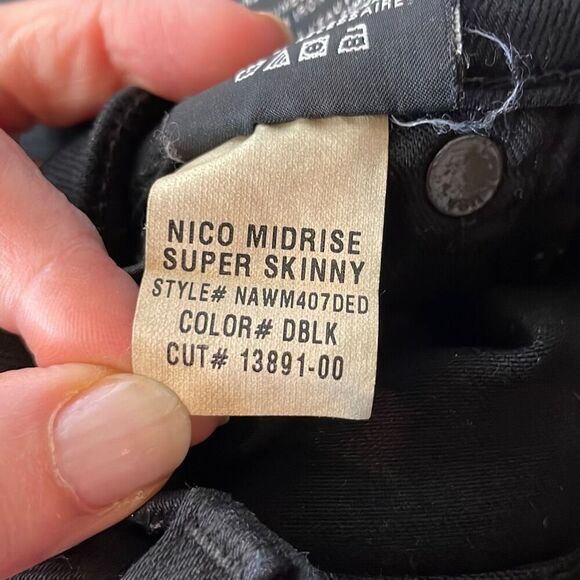 NICO MIDRISE
SUPER SKINNY
STYLE# NAWM407DED
COLOR# DBLK
CUT# 13891-00